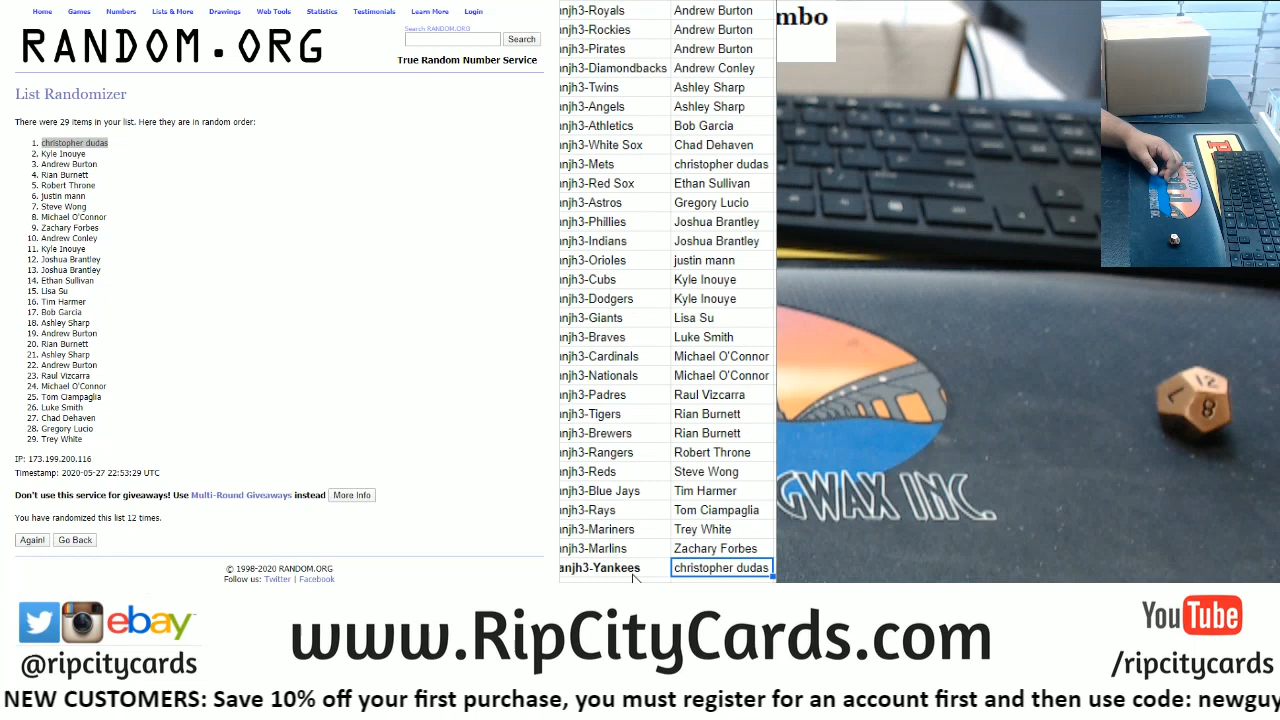 Home Games Numbers Lists & More Drawings Web Tools Statistics Testimonials Learn More Login
RANDOM.ORG
Search RANDOM.ORG
Search
True Random Number Service
List Randomizer
There were 29 items in your list. Here they are in random order:
1. christopher dudas
2. Kyle Inouye
3. Andrew Burton
4. Rian Burnett
5. Robert Throne
6. justin mann
7. Steve Wong
8. Michael O'Connor
9. Zachary Forbes
10. Andrew Conley
11. Kyle Inouye
12. Joshua Brantley
13. Joshua Brantley
14. Ethan Sullivan
15. Lisa Su
16. Tim Harmer
17. Bob Garcia
18. Ashley Sharp
19. Andrew Burton
20. Rian Burnett
21. Ashley Sharp
22. Andrew Burton
23. Raul Vizcarra
24. Michael O'Connor
25. Tom Ciampaglia
26. Luke Smith
27. Chad Dehaven
28. Gregory Lucio
29. Trey White
IP: 173.199.200.116
Timestamp: 2020-05-27 22:53:29 UTC
Don't use this service for giveaways! Use Multi-Round Giveaways instead More Info
You have randomized this list 12 times.
Again! Go Back
© 1998-2020 RANDOM.ORG
Follow us: Twitter | Facebook
njh3-Royals Andrew Burton
njh3-Rockies Andrew Burton
njh3-Pirates Andrew Burton
njh3-Diamondbacks Andrew Conley
njh3-Twins Ashley Sharp
njh3-Angels Ashley Sharp
njh3-Athletics Bob Garcia
njh3-White Sox Chad Dehaven
njh3-Mets christopher dudas
njh3-Red Sox Ethan Sullivan
njh3-Astros Gregory Lucio
njh3-Phillies Joshua Brantley
njh3-Indians Joshua Brantley
njh3-Orioles justin mann
njh3-Cubs Kyle Inouye
njh3-Dodgers Kyle Inouye
njh3-Giants Lisa Su
njh3-Braves Luke Smith
njh3-Cardinals Michael O'Connor
njh3-Nationals Michael O'Connor
njh3-Padres Raul Vizcarra
njh3-Tigers Rian Burnett
njh3-Brewers Rian Burnett
njh3-Rangers Robert Throne
njh3-Reds Steve Wong
njh3-Blue Jays Tim Harmer
njh3-Rays Tom Ciampaglia
njh3-Mariners Trey White
njh3-Marlins Zachary Forbes
anjh3-Yankees christopher dudas
mbo
12
8
GWAX INC.
ebay
@ripcitycards
www.RipCityCards.com
YouTube
/ripcitycards
NEW CUSTOMERS: Save 10% off your first purchase, you must register for an account first and then use code: newguy